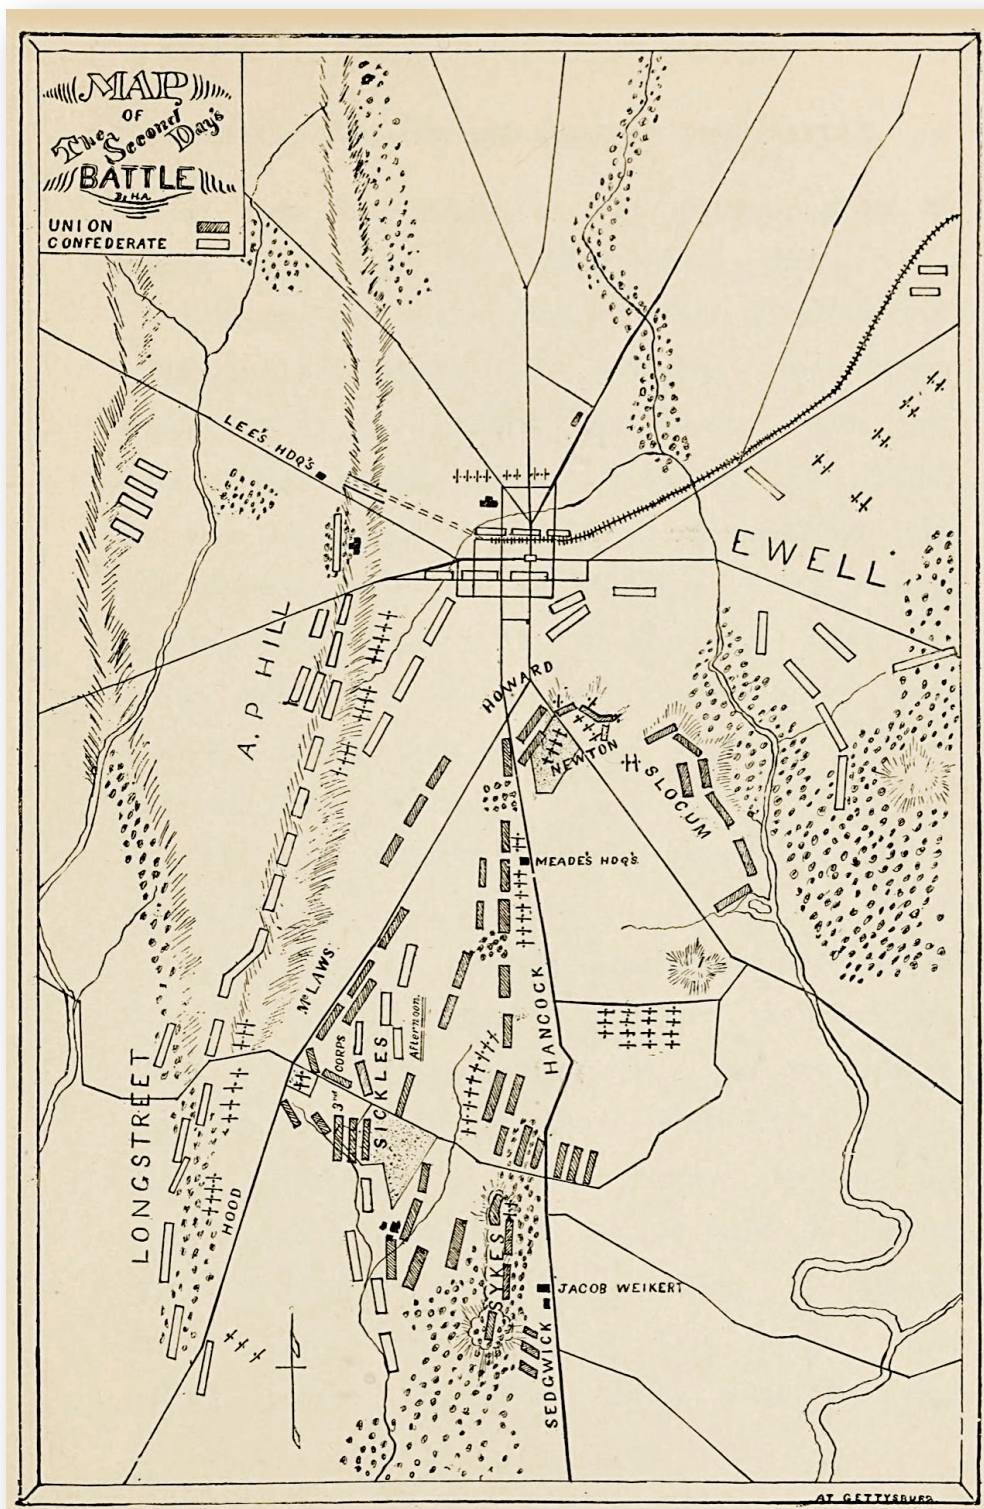 MAP
OF
The Second Day's
BATTLE
By H.A.
UNION
CONFEDERATE
LEE'S HDQ'S
EWELL
A. P HILL
HOWARD
NEWTON
SLOCUM
MEADE'S HDQ'S
McLAWS
HANCOCK
3rd CORPS
SICKLES
Afternoon.
LONGSTREET
HOOD
SYKES
JACOB WEIKERT
SEDGWICK
AT GETTYSBURG